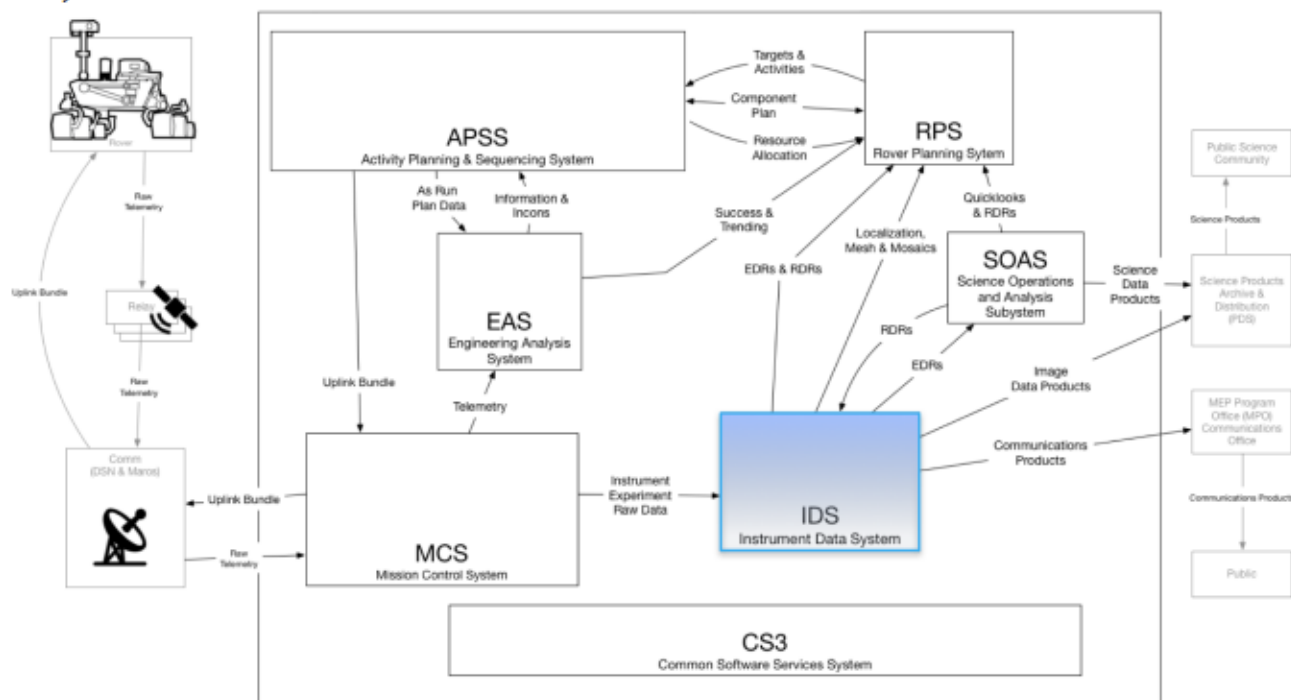 Rover
Raw
Telemetry
Uplink Bundle
Relay
Raw
Telemetry
Comm
(DSN & Maros)
Uplink Bundle
Raw
Telemetry
APSS
Activity Planning & Sequencing System
Targets &
Activities
Component
Plan
Resource
Allocation
RPS
Rover Planning Sytem
As Run
Plan Data
Information &
Incons
Success &
Trending
EAS
Engineering Analysis
System
Uplink Bundle
Telemetry
MCS
Mission Control System
Instrument
Experiment
Raw Data
EDRs & RDRs
Localization,
Mesh & Mosaics
Quicklooks
& RDRs
SOAS
Science Operations
and Analysis
Subystem
RDRs
EDRs
IDS
Instrument Data System
Science
Data
Products
Image
Data Products
Communications
Products
CS3
Common Software Services System
Public Science
Community
Science Products
Science Products
Archive &
Distribution
(PDS)
MEP Program
Office (MPO)
Communications
Office
Communications Products
Public